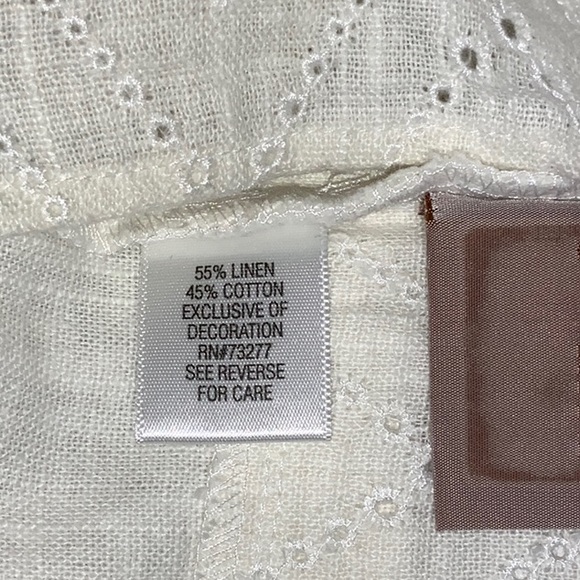 55% LINEN
45% COTTON
EXCLUSIVE OF
DECORATION
RN#73277
SEE REVERSE
FOR CARE